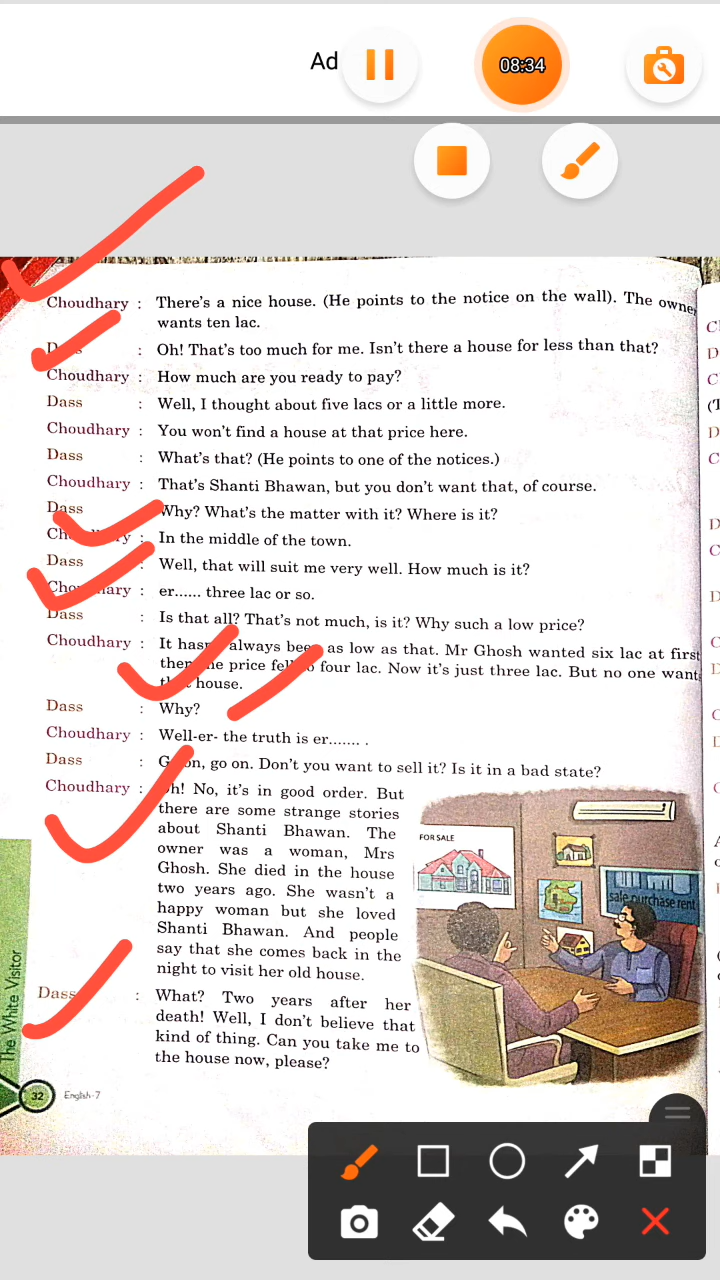 Ad
08:34
Choudhary : There's a nice house. (He points to the notice on the wall). The owner
wants ten lac.
: Oh! That's too much for me. Isn't there a house for less than that?
Choudhary : How much are you ready to pay?
Dass : Well, I thought about five lacs or a little more.
Choudhary : You won't find a house at that price here.
Dass : What's that? (He points to one of the notices.)
Choudhary : That's Shanti Bhawan, but you don't want that, of course.
Dass Why? What's the matter with it? Where is it?
: In the middle of the town.
Dass : Well, that will suit me very well. How much is it?
: er...... three lac or so.
Dass : Is that all? That's not much, is it? Why such a low price?
Choudhary : It always been as low as that. Mr Ghosh wanted six lac at first
price fell four lac. Now it's just three lac. But no one want
house.
Dass : Why?
Choudhary : Well-er- the truth is er....... .
Dass : on, go on. Don't you want to sell it? Is it in a bad state?
Choudhary : Oh! No, it's in good order. But
there are some strange stories
about Shanti Bhawan. The
owner was a woman, Mrs
Ghosh. She died in the house
two years ago. She wasn't a
happy woman but she loved
Shanti Bhawan. And people
say that she comes back in the
night to visit her old house.
Dass : What? Two years after her
death! Well, I don't believe that
kind of thing. Can you take me to
the house now, please?
FOR SALE
sale purchase rent
The White Visitor
32 English-7